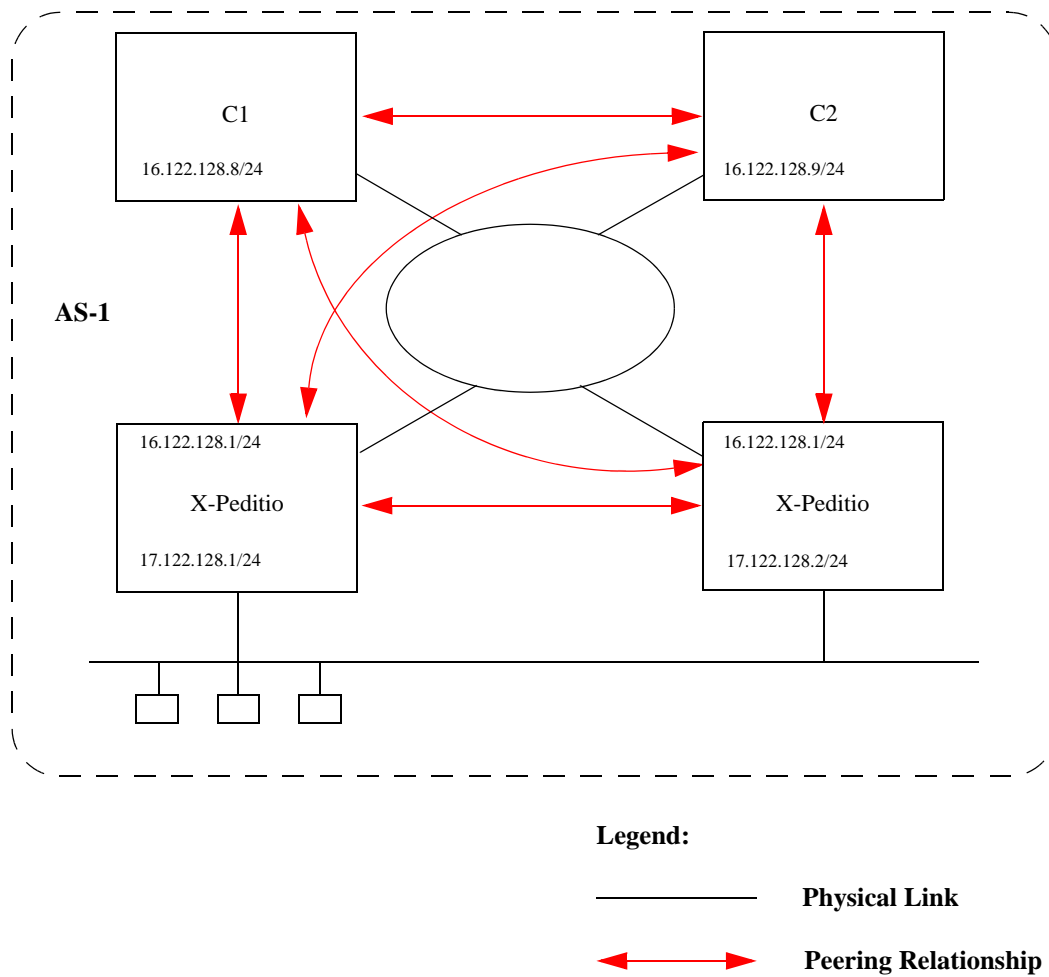 C1
16.122.128.8/24
C2
16.122.128.9/24
AS-1
16.122.128.1/24
X-Peditio
17.122.128.1/24
16.122.128.1/24
X-Peditio
17.122.128.2/24
Legend:
Physical Link
Peering Relationship